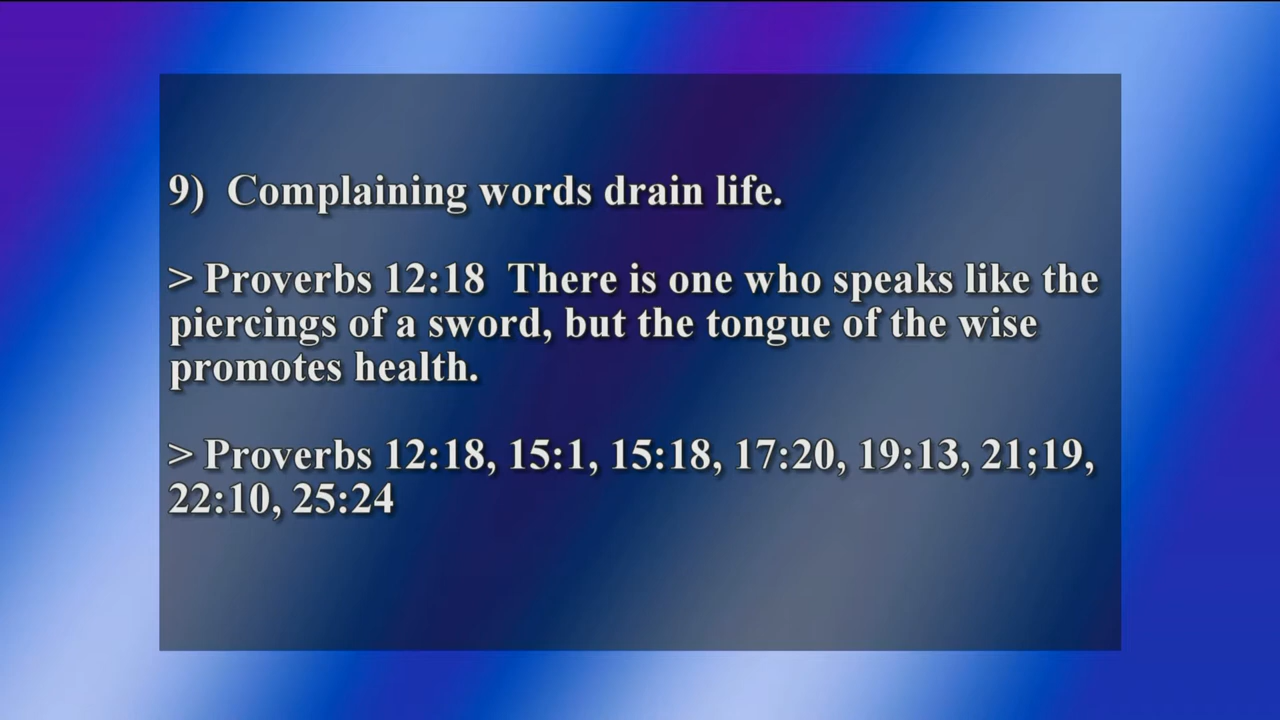 9)  Complaining words drain life.
> Proverbs 12:18  There is one who speaks like the
piercings of a sword, but the tongue of the wise
promotes health.
> Proverbs 12:18, 15:1, 15:18, 17:20, 19:13, 21;19,
22:10, 25:24